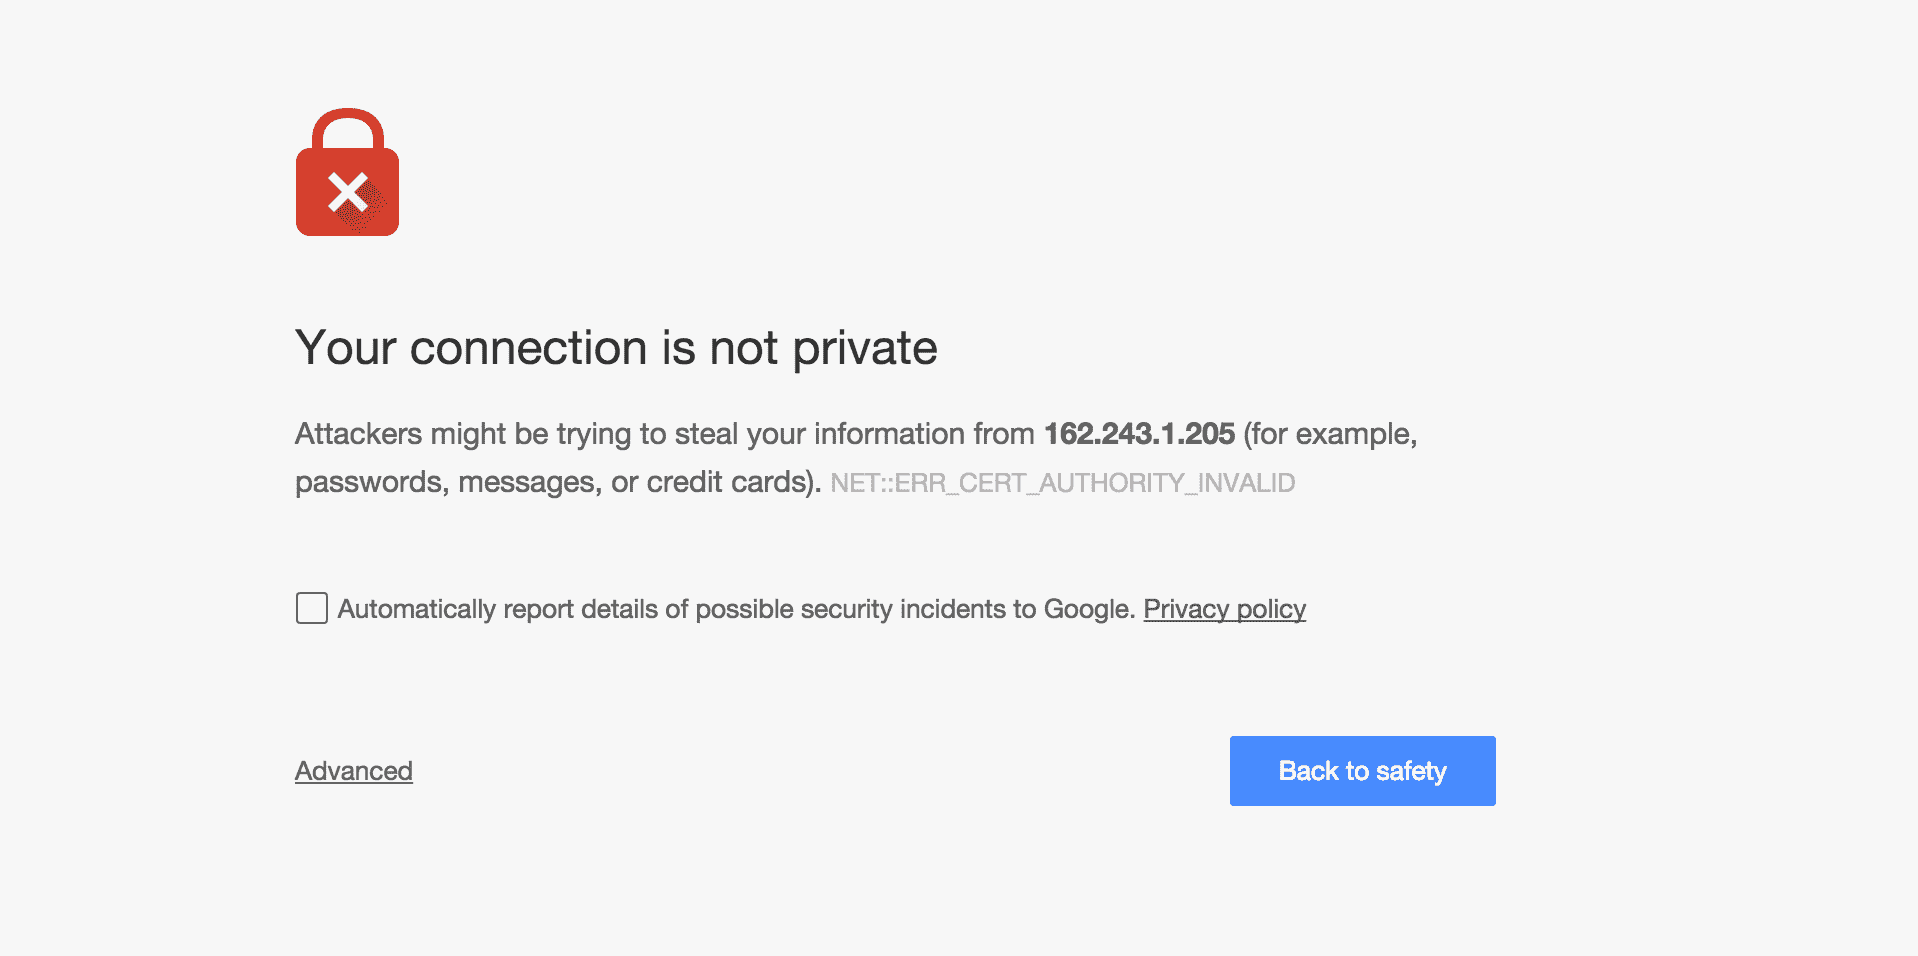 Your connection is not private
Attackers might be trying to steal your information from 162.243.1.205 (for example,
passwords, messages, or credit cards). NET::ERR_CERT_AUTHORITY_INVALID
Automatically report details of possible security incidents to Google. Privacy policy
Advanced
Back to safety